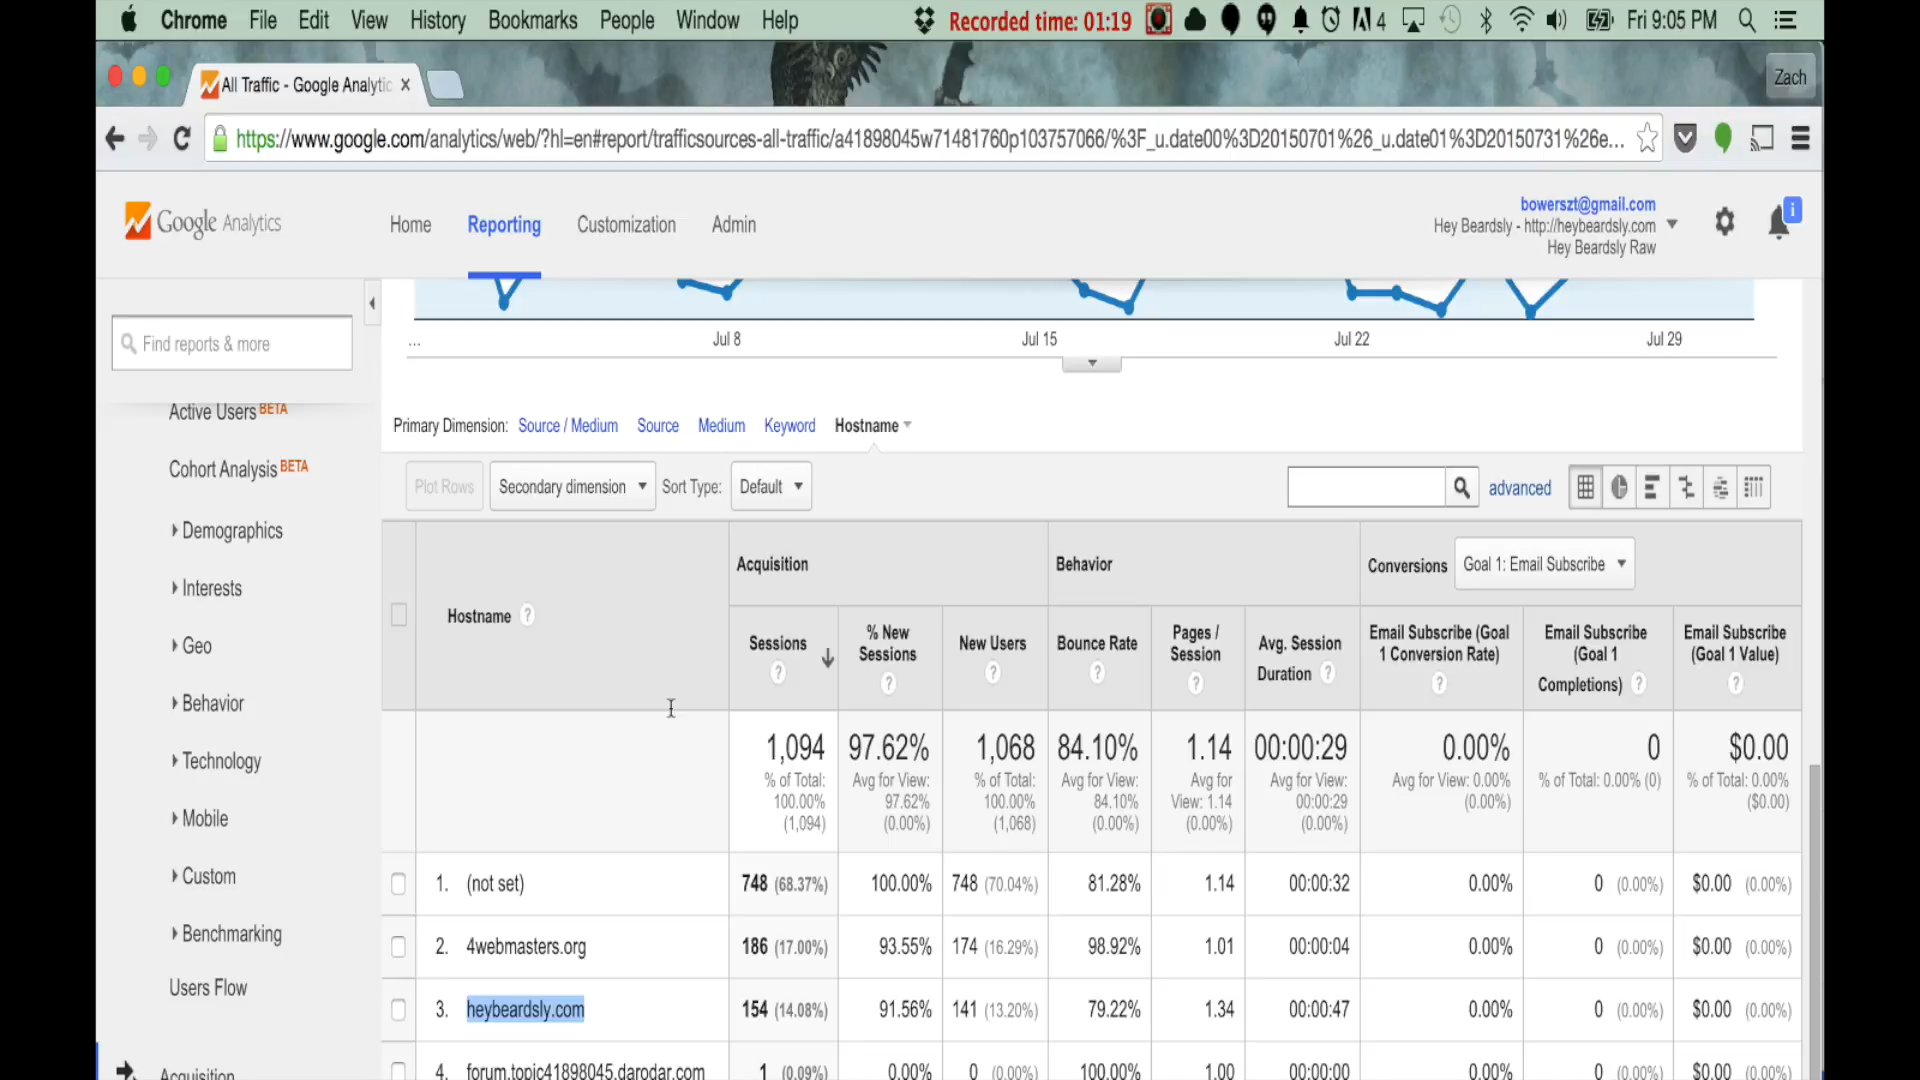 Chrome File Edit View History Bookmarks People Window Help Recorded time: 01:19 4 Fri 9:05 PM
All Traffic - Google Analytic Zach
https://www.google.com/analytics/web/?hl=en#report/trafficsources-all-traffic/a41898045w71481760p103757066/%3F_u.date00%3D20150701%26_u.date01%3D20150731%26e...
Google Analytics Home Reporting Customization Admin
bowerszt@gmail.com
Hey Beardsly - http://heybeardsly.com
Hey Beardsly Raw
i
Find reports & more
Active Users BETA
Cohort Analysis BETA
Demographics
Interests
Geo
Behavior
Technology
Mobile
Custom
Benchmarking
Users Flow
Acquisition
... Jul 8 Jul 15 Jul 22 Jul 29
Primary Dimension: Source / Medium Source Medium Keyword Hostname
Plot Rows Secondary dimension Sort Type: Default advanced
Acquisition Behavior Conversions Goal 1: Email Subscribe
Hostname ?
Sessions ?
% New Sessions ?
New Users ?
Bounce Rate ?
Pages / Session ?
Avg. Session Duration ?
Email Subscribe (Goal 1 Conversion Rate) ?
Email Subscribe (Goal 1 Completions) ?
Email Subscribe (Goal 1 Value) ?
1,094 97.62% 1,068 84.10% 1.14 00:00:29 0.00% 0 $0.00
% of Total: 100.00% (1,094)
Avg for View: 97.62% (0.00%)
% of Total: 100.00% (1,068)
Avg for View: 84.10% (0.00%)
Avg for View: 1.14 (0.00%)
Avg for View: 00:00:29 (0.00%)
Avg for View: 0.00% (0.00%)
% of Total: 0.00% (0)
% of Total: 0.00% ($0.00)
1. (not set) 748 (68.37%) 100.00% 748 (70.04%) 81.28% 1.14 00:00:32 0.00% 0 (0.00%) $0.00 (0.00%)
2. 4webmasters.org 186 (17.00%) 93.55% 174 (16.29%) 98.92% 1.01 00:00:04 0.00% 0 (0.00%) $0.00 (0.00%)
3. heybeardsly.com 154 (14.08%) 91.56% 141 (13.20%) 79.22% 1.34 00:00:47 0.00% 0 (0.00%) $0.00 (0.00%)
4. forum.topic41898045.darodar.com 1 (0.09%) 0.00% 0 (0.00%) 100.00% 1.00 00:00:00 0.00% 0 (0.00%) $0.00 (0.00%)